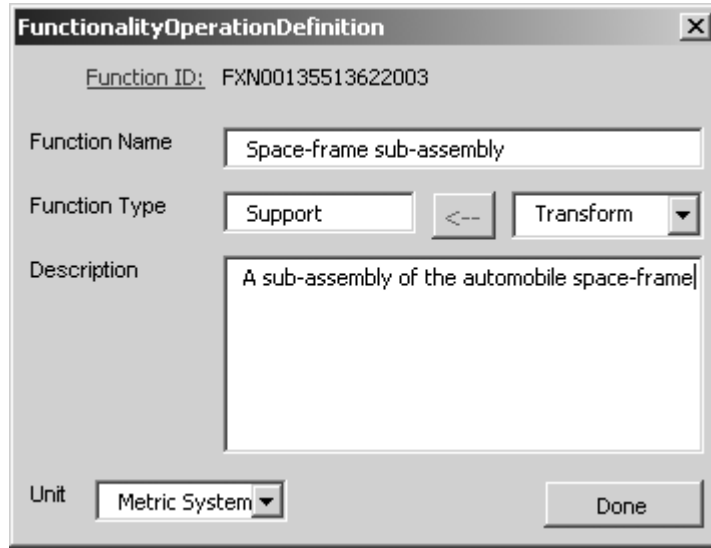 FunctionalityOperationDefinition
Function ID: FXN00135513622003
Function Name Space-frame sub-assembly
Function Type Support <-- Transform
Description A sub-assembly of the automobile space-frame
Unit Metric System Done